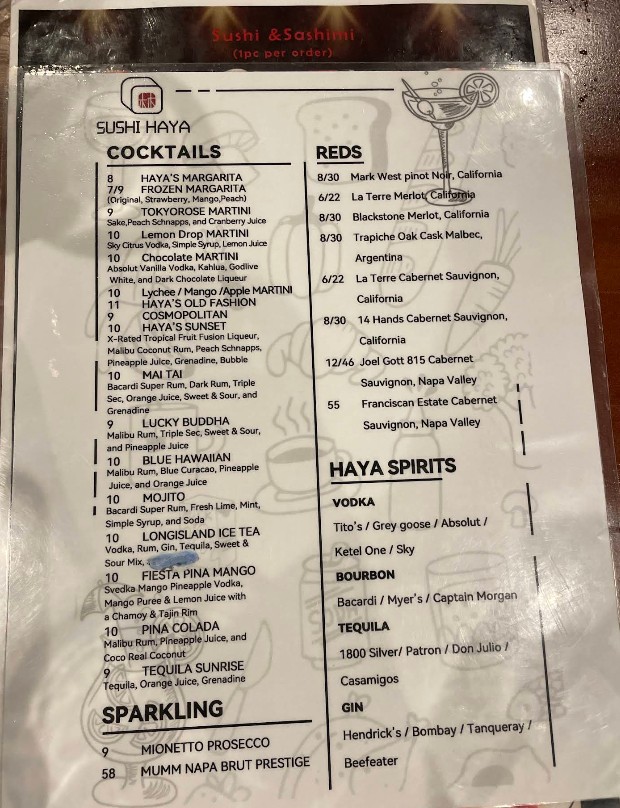 Sushi &Sashimi
(1pc per order)
SUSHI HAYA
COCKTAILS
8 HAYA'S MARGARITA
7/9 FROZEN MARGARITA
(Original, Strawberry, Mango,Peach)
9 TOKYOROSE MARTINI
Sake,Peach Schnapps, and Cranberry Juice
10 Lemon Drop MARTINI
Sky Citrus Vodka, Simple Syrup, Lemon Juice
10 Chocolate MARTINI
Absolut Vanilla Vodka, Kahlua, Godlive
White, and Dark Chocolate Liqueur
10 Lychee / Mango /Apple MARTINI
11 HAYA'S OLD FASHION
9 COSMOPOLITAN
10 HAYA'S SUNSET
X-Rated Tropical Fruit Fusion Liqueur,
Malibu Coconut Rum, Peach Schnapps,
Pineapple Juice, Grenadine, Bubble
10 MAI TAI
Bacardi Super Rum, Dark Rum, Triple
Sec, Orange Juice, Sweet & Sour, and
Grenadine
9 LUCKY BUDDHA
Malibu Rum, Triple Sec, Sweet & Sour,
and Pineapple Juice
10 BLUE HAWAIIAN
Malibu Rum, Blue Curacao, Pineapple
Juice, and Orange Juice
10 MOJITO
Bacardi Super Rum, Fresh Lime, Mint,
Simple Syrup, and Soda
10 LONGISLAND ICE TEA
Vodka, Rum, Gin, Tequila, Sweet &
Sour Mix,
10 FIESTA PINA MANGO
Svedka Mango Pineapple Vodka,
Mango Puree & Lemon Juice with
a Chamoy & Tajin Rim
10 PINA COLADA
Malibu Rum, Pineapple Juice, and
Coco Real Coconut
9 TEQUILA SUNRISE
Tequila, Orange Juice, Grenadine
SPARKLING
9 MIONETTO PROSECCO
58 MUMM NAPA BRUT PRESTIGE
REDS
8/30 Mark West pinot Noir, California
6/22 La Terre Merlot, California
8/30 Blackstone Merlot, California
8/30 Trapiche Oak Cask Malbec,
Argentina
6/22 La Terre Cabernet Sauvignon,
California
8/30 14 Hands Cabernet Sauvignon,
California
12/46 Joel Gott 815 Cabernet
Sauvignon, Napa Valley
55 Franciscan Estate Cabernet
Sauvignon, Napa Valley
HAYA SPIRITS
VODKA
Tito's / Grey goose / Absolut /
Ketel One / Sky
BOURBON
Bacardi / Myer's / Captain Morgan
TEQUILA
1800 Silver/ Patron / Don Julio /
Casamigos
GIN
Hendrick's / Bombay / Tanqueray /
Beefeater